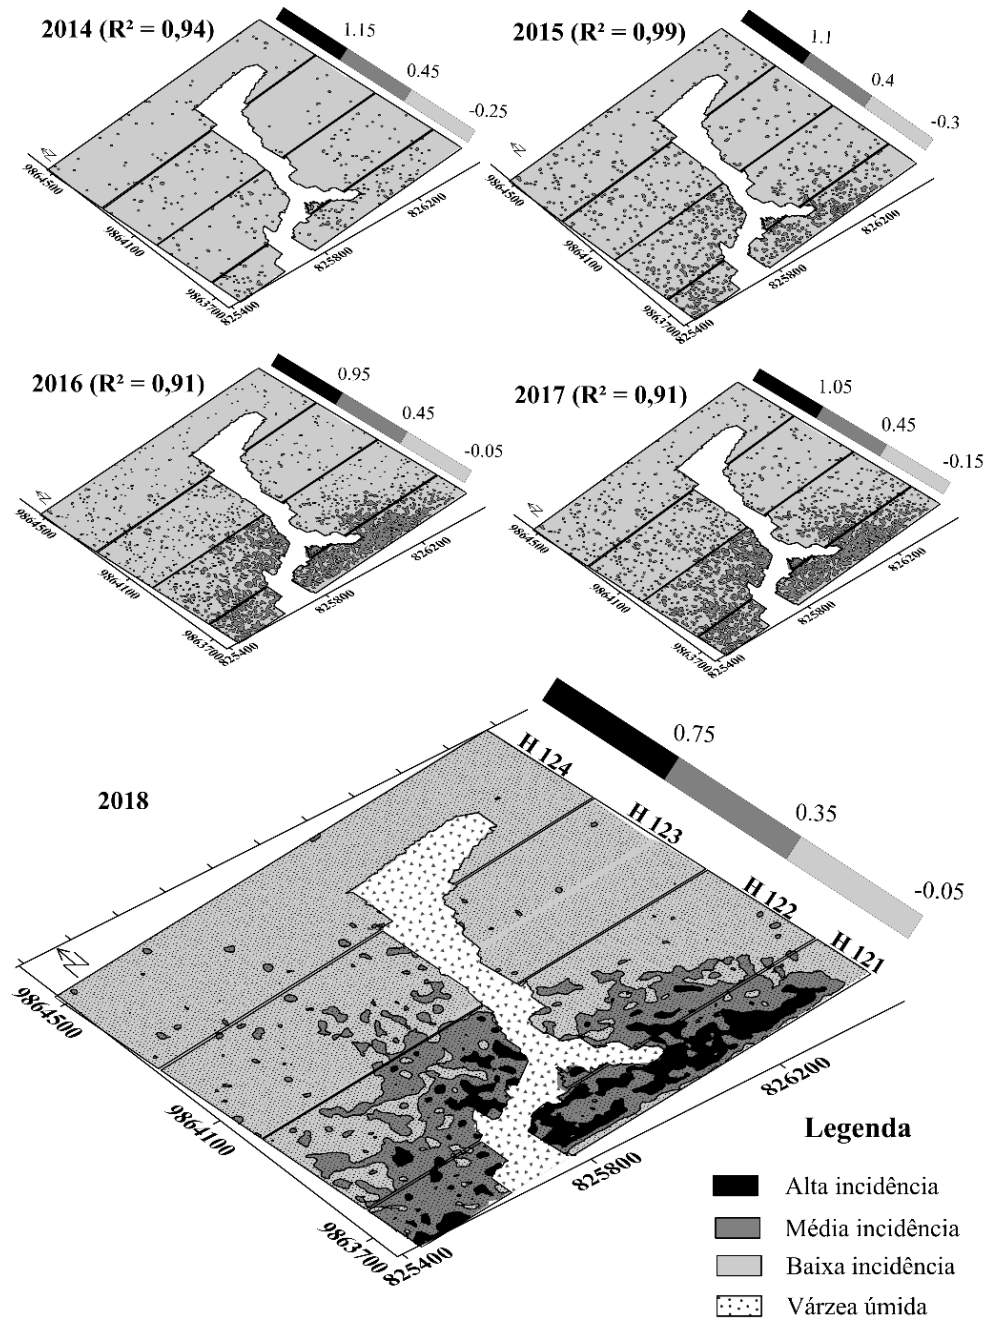 2014 (R² = 0,94)
1.15
0.45
-0.25
N
9864500
9864100
9863700
825400
825800
826200
2015 (R² = 0,99)
1.1
0.4
-0.3
N
9864500
9864100
9863700
825400
825800
826200
2016 (R² = 0,91)
0.95
0.45
-0.05
N
9864500
9864100
9863700
825400
825800
826200
2017 (R² = 0,91)
1.05
0.45
-0.15
N
9864500
9864100
9863700
825400
825800
826200
2018
0.75
0.35
-0.05
H 124
H 123
H 122
H 121
N
9864500
9864100
9863700
825400
825800
826200
Legenda
Alta incidência
Média incidência
Baixa incidência
Várzea úmida